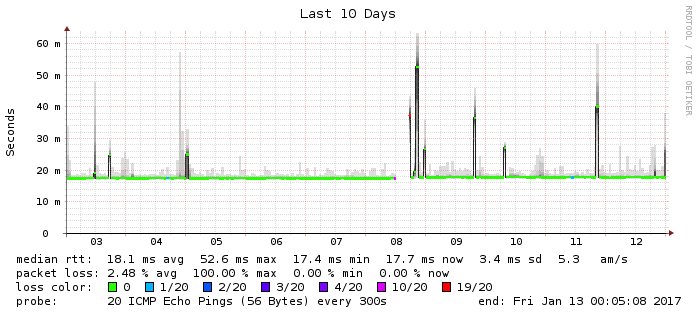 Last 10 Days
RRDTOOL / TOBI OETIKER
Seconds
60 m
50 m
40 m
30 m
20 m
10 m
0
03 04 05 06 07 08 09 10 11 12
median rtt: 18.1 ms avg 52.6 ms max 17.4 ms min 17.7 ms now 3.4 ms sd 5.3 am/s
packet loss: 2.48 % avg 100.00 % max 0.00 % min 0.00 % now
loss color: 0 1/20 2/20 3/20 4/20 10/20 19/20
probe: 20 ICMP Echo Pings (56 Bytes) every 300s end: Fri Jan 13 00:05:08 2017